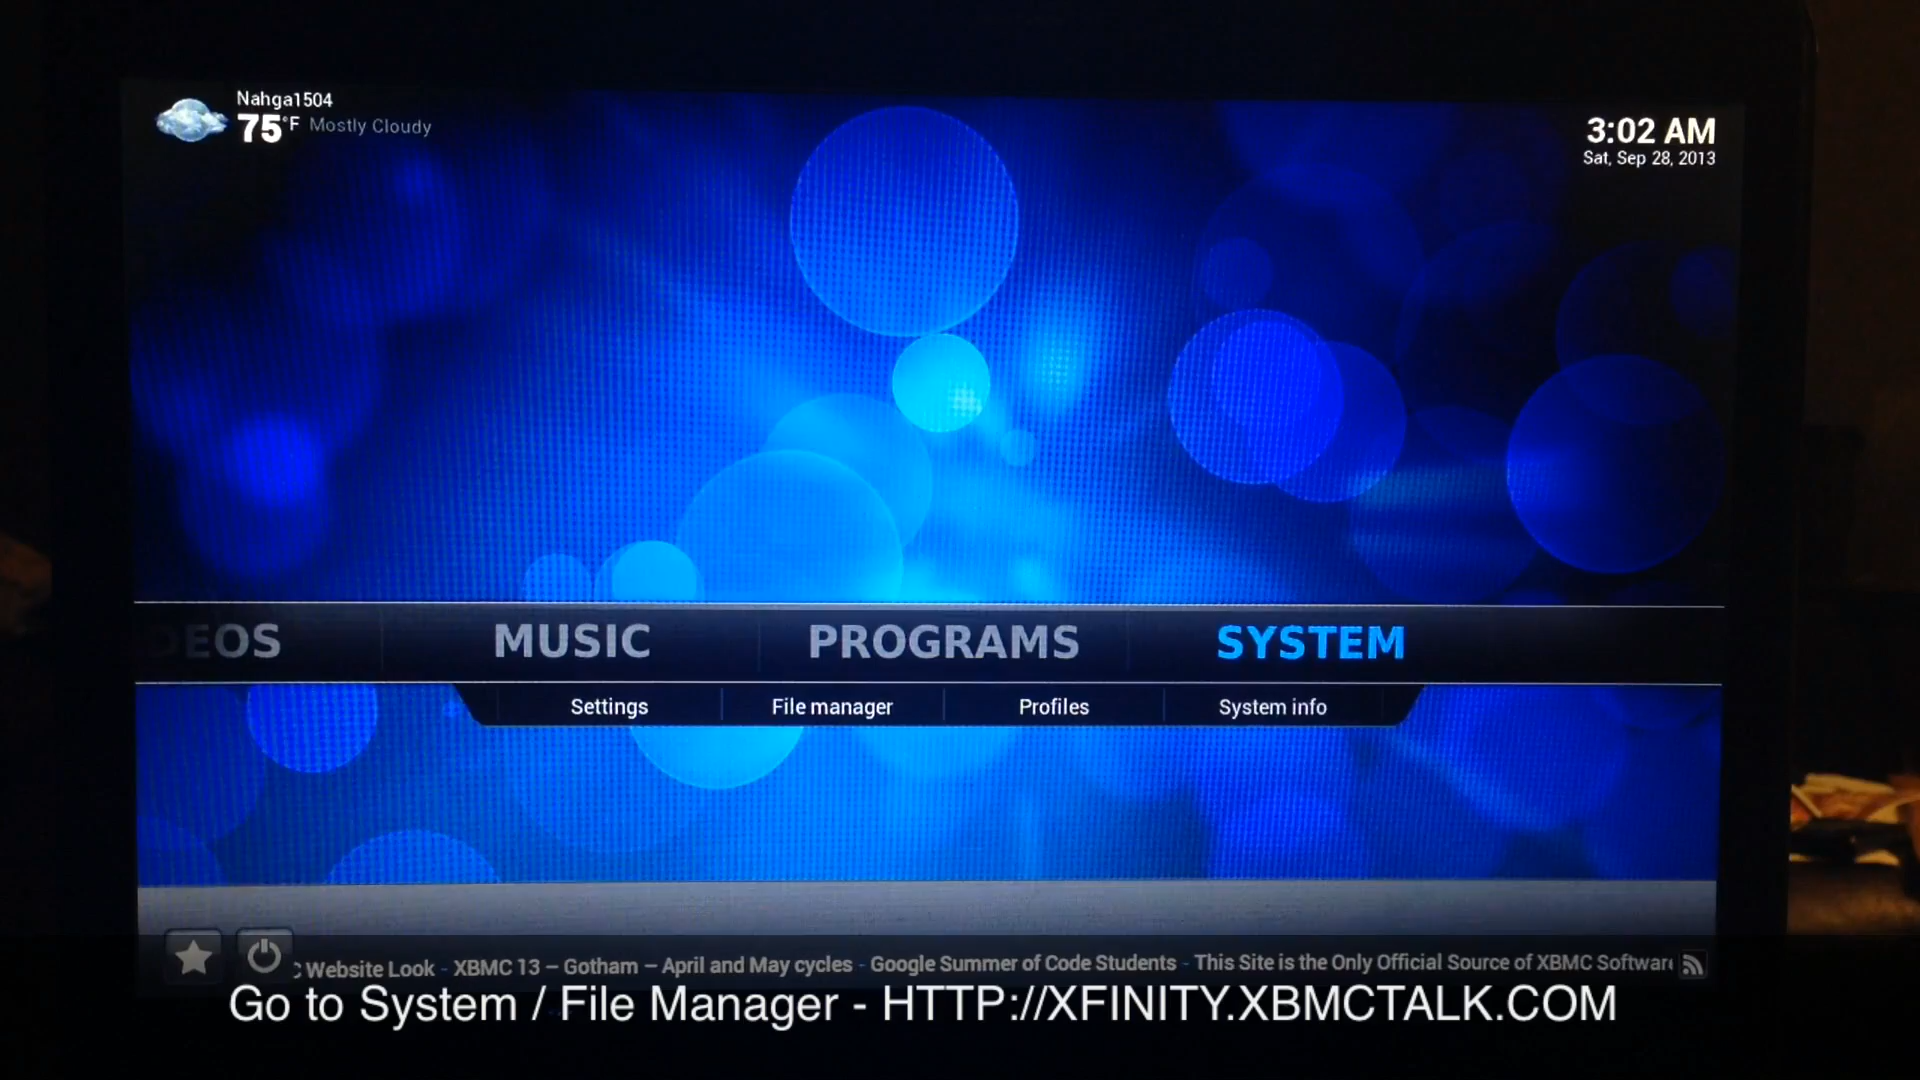 Nahga1504
75°F Mostly Cloudy
3:02 AM
Sat, Sep 28, 2013
DEOS MUSIC PROGRAMS SYSTEM
Settings File manager Profiles System info
C Website Look - XBMC 13 – Gotham – April and May cycles - Google Summer of Code Students - This Site is the Only Official Source of XBMC Software
Go to System / File Manager - HTTP://XFINITY.XBMCTALK.COM